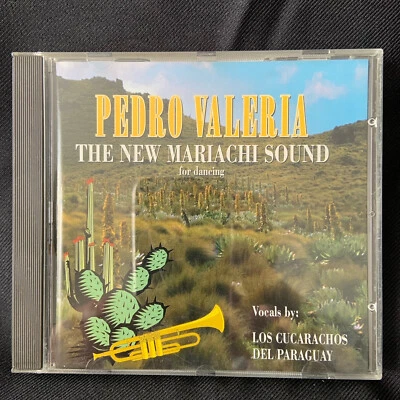 PEDRO VALERIA
THE NEW MARIACHI SOUND
for dancing
Vocals by:
LOS CUCARACHOS
DEL PARAGUAY